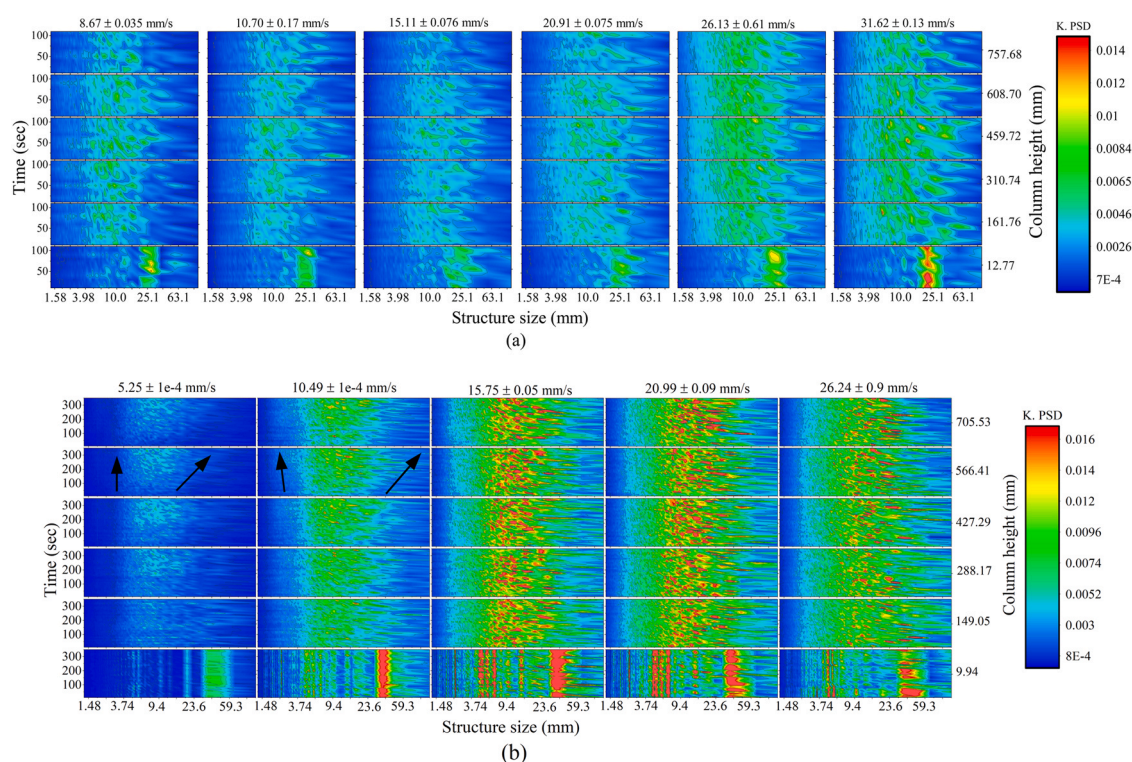 8.67 ± 0.035 mm/s 10.70 ± 0.17 mm/s 15.11 ± 0.076 mm/s 20.91 ± 0.075 mm/s 26.13 ± 0.61 mm/s 31.62 ± 0.13 mm/s
K. PSD
0.014
0.012
0.01
0.0084
0.0065
0.0046
0.0026
7E-4
Time (sec)
100 50
100 50
100 50
100 50
100 50
100 50
757.68
608.70
459.72
310.74
161.76
12.77
Column height (mm)
1.58 3.98 10.0 25.1 63.1 1.58 3.98 10.0 25.1 63.1 1.58 3.98 10.0 25.1 63.1 1.58 3.98 10.0 25.1 63.1 1.58 3.98 10.0 25.1 63.1 1.58 3.98 10.0 25.1 63.1
Structure size (mm)
(a)
5.25 ± 1e-4 mm/s 10.49 ± 1e-4 mm/s 15.75 ± 0.05 mm/s 20.99 ± 0.09 mm/s 26.24 ± 0.9 mm/s
K. PSD
0.016
0.014
0.012
0.0096
0.0074
0.0052
0.003
8E-4
Time (sec)
300 200 100
300 200 100
300 200 100
300 200 100
300 200 100
300 200 100
705.53
566.41
427.29
288.17
149.05
9.94
Column height (mm)
1.48 3.74 9.4 23.6 59.3 1.48 3.74 9.4 23.6 59.3 1.48 3.74 9.4 23.6 59.3 1.48 3.74 9.4 23.6 59.3 1.48 3.74 9.4 23.6 59.3
Structure size (mm)
(b)